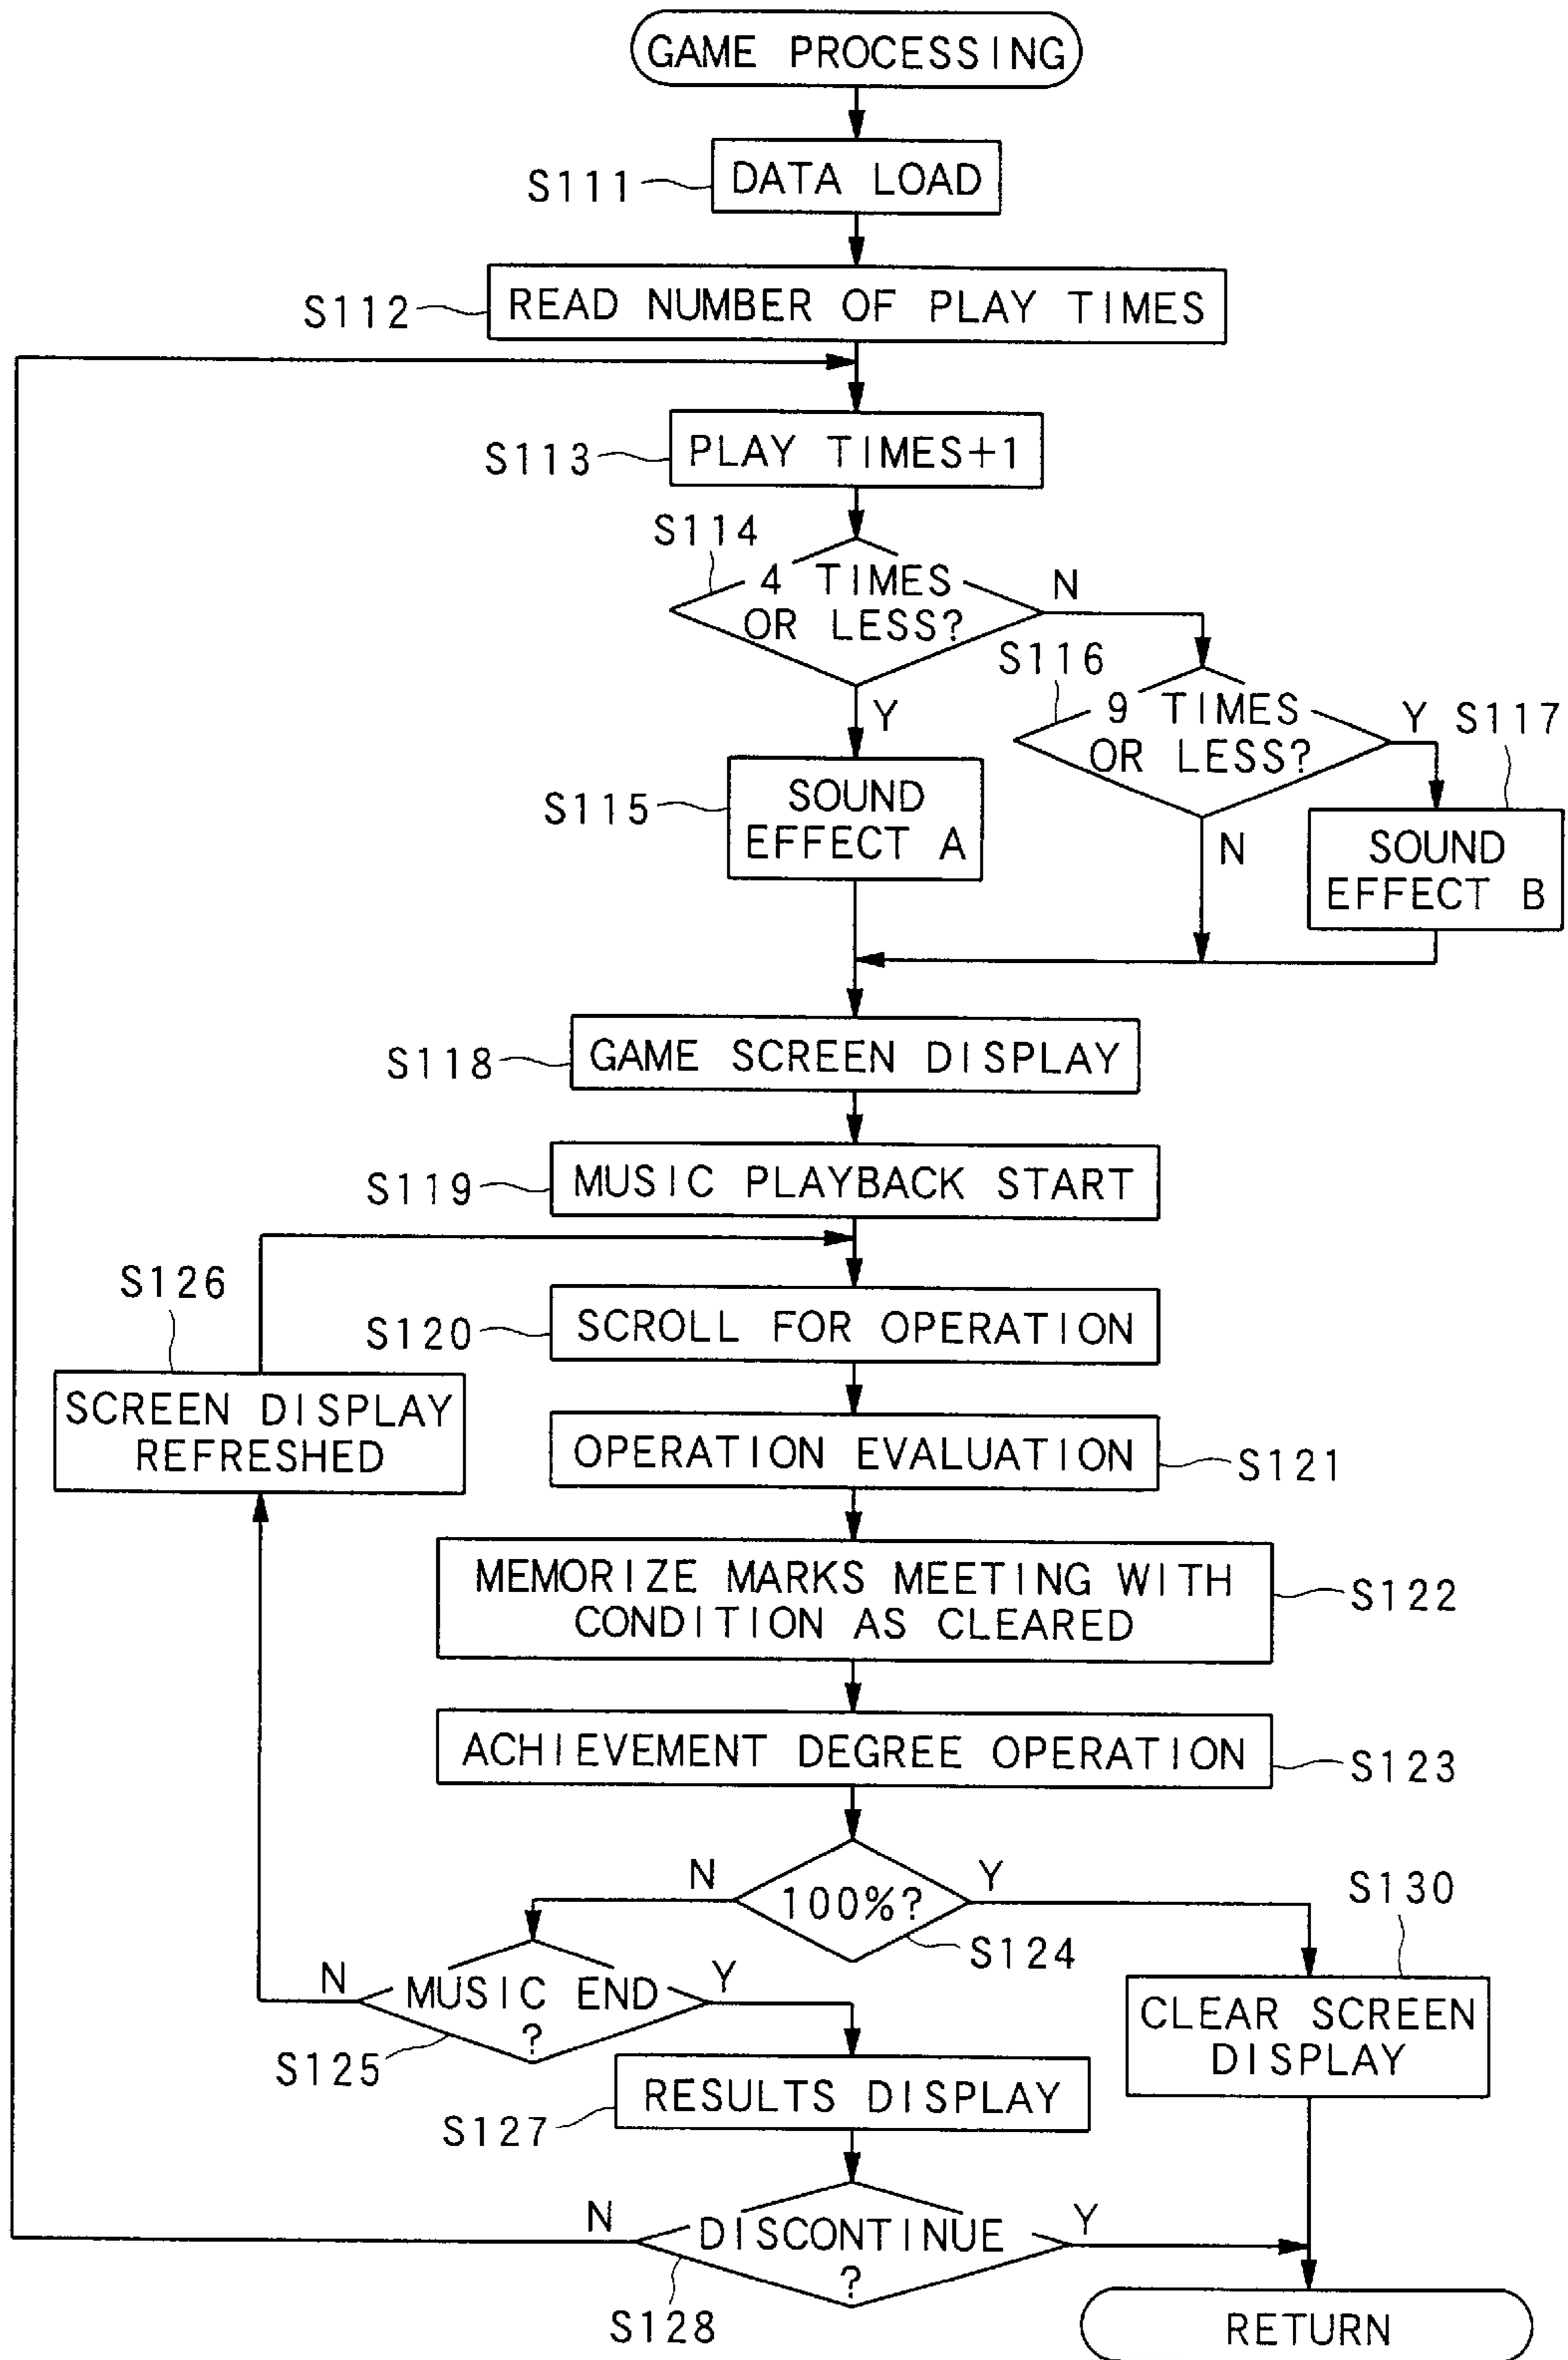 GAME PROCESSING
S111
DATA LOAD
S112
READ NUMBER OF PLAY TIMES
S113
PLAY TIMES+1
S114
4 TIMES
OR LESS?
N
Y
S116
9 TIMES
OR LESS?
Y
N
S117
S115
SOUND
EFFECT A
SOUND
EFFECT B
S118
GAME SCREEN DISPLAY
S119
MUSIC PLAYBACK START
S126
SCREEN DISPLAY
REFRESHED
S120
SCROLL FOR OPERATION
OPERATION EVALUATION
S121
MEMORIZE MARKS MEETING WITH
CONDITION AS CLEARED
S122
ACHIEVEMENT DEGREE OPERATION
S123
N
100%?
Y
S124
S130
N
MUSIC END
?
Y
S125
CLEAR SCREEN
DISPLAY
S127
RESULTS DISPLAY
N
DISCONTINUE
?
Y
S128
RETURN